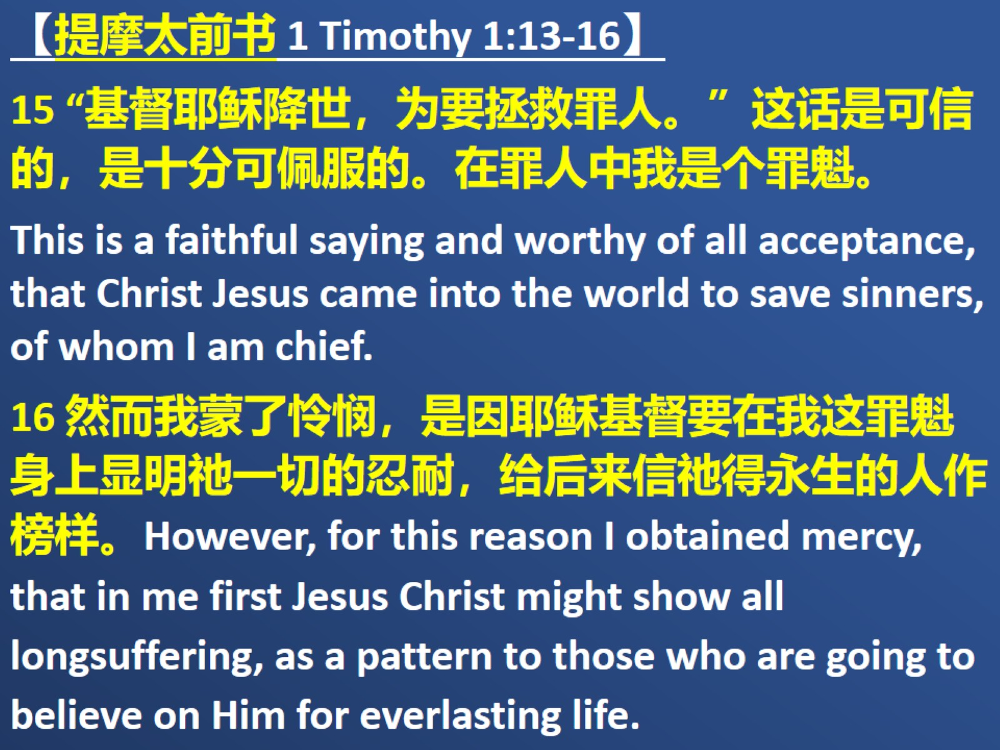 【提摩太前书 1 Timothy 1:13-16】
15 “基督耶稣降世，为要拯救罪人。 ” 这话是可信
的，是十分可佩服的。在罪人中我是个罪魁。
This is a faithful saying and worthy of all acceptance,
that Christ Jesus came into the world to save sinners,
of whom I am chief.
16 然而我蒙了怜悯，是因耶稣基督要在我这罪魁
身上显明祂一切的忍耐，给后来信祂得永生的人作
榜样。 However, for this reason I obtained mercy,
that in me first Jesus Christ might show all
longsuffering, as a pattern to those who are going to
believe on Him for everlasting life.